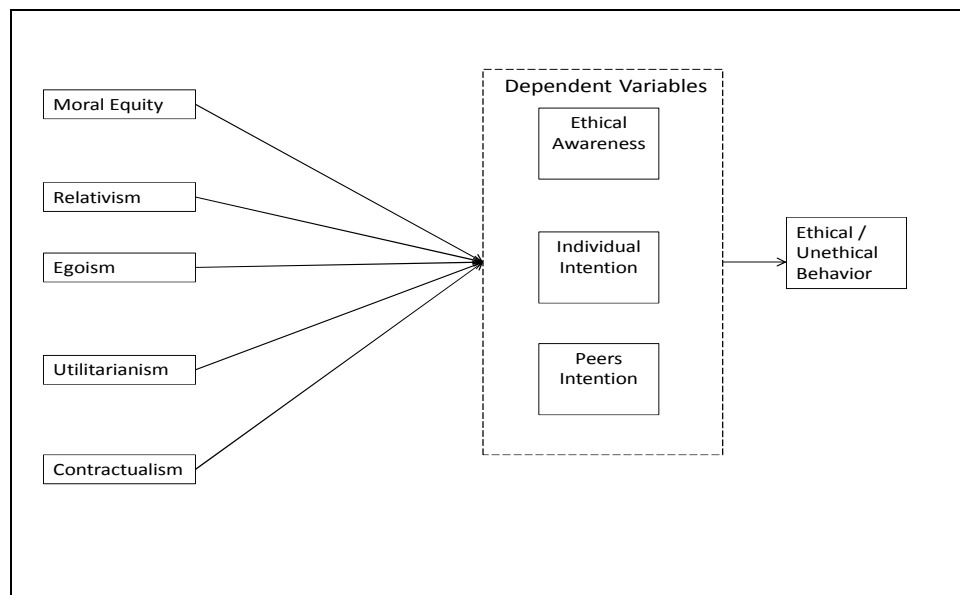 Moral Equity
Relativism
Egoism
Utilitarianism
Contractualism
Dependent Variables
Ethical
Awareness
Individual
Intention
Peers
Intention
Ethical /
Unethical
Behavior